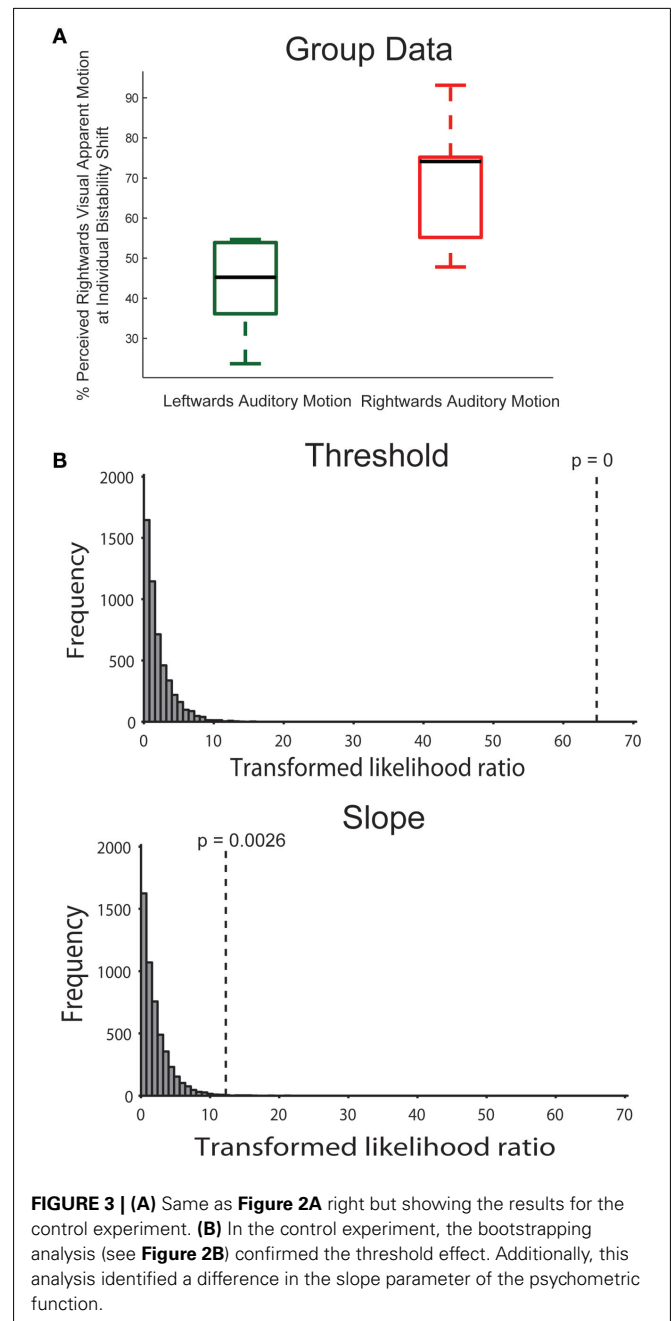 A
Group Data
% Perceived Rightwards Visual Apparent Motion
at Individual Bistability Shift
90
80
70
60
50
40
30
Leftwards Auditory Motion
Rightwards Auditory Motion
B
Threshold
p = 0
Frequency
2000
1500
1000
500
0
0 10 20 30 40 50 60 70
Transformed likelihood ratio
Slope
p = 0.0026
Frequency
2000
1500
1000
500
0
0 10 20 30 40 50 60 70
Transformed likelihood ratio
FIGURE 3 | (A) Same as Figure 2A right but showing the results for the
control experiment. (B) In the control experiment, the bootstrapping
analysis (see Figure 2B) confirmed the threshold effect. Additionally, this
analysis identified a difference in the slope parameter of the psychometric
function.